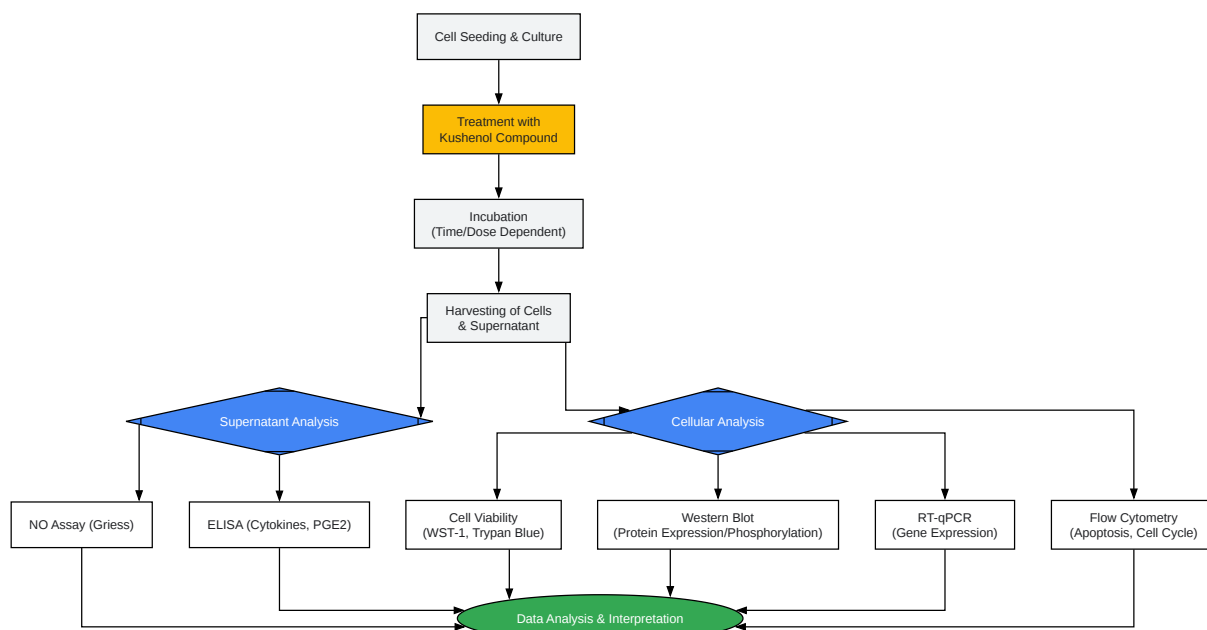 Cell Seeding & Culture
Treatment with
Kushenol Compound
Incubation
(Time/Dose Dependent)
Harvesting of Cells
& Supernatant
Supernatant Analysis
Cellular Analysis
NO Assay (Griess)
ELISA (Cytokines, PGE2)
Cell Viability
(WST-1, Trypan Blue)
Western Blot
(Protein Expression/Phosphorylation)
RT-qPCR
(Gene Expression)
Flow Cytometry
(Apoptosis, Cell Cycle)
Data Analysis & Interpretation